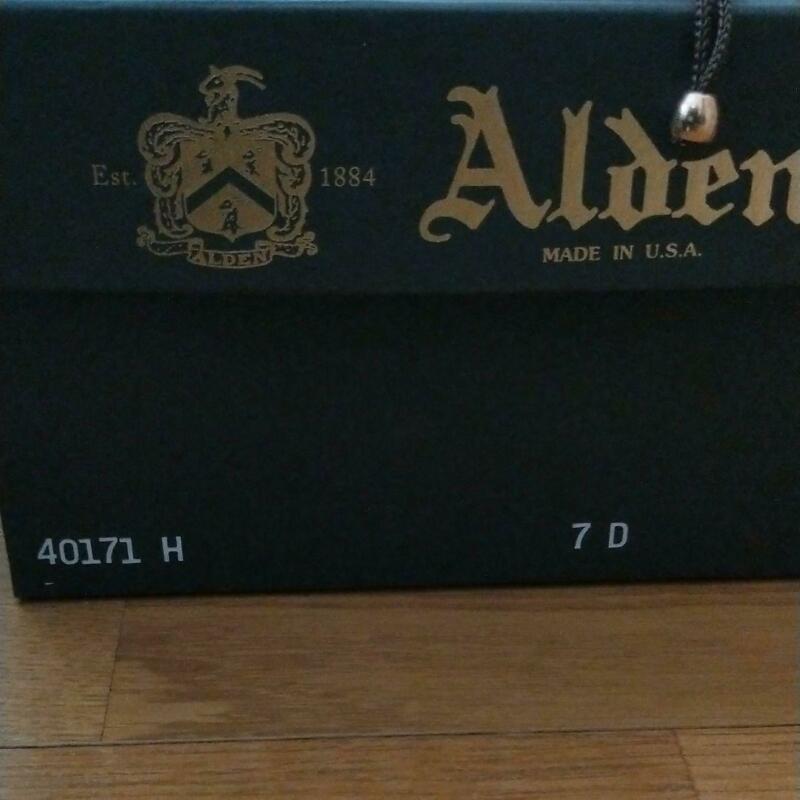 Est. 1884
ALDEN
Alden
MADE IN U.S.A.
40171 H
7 D